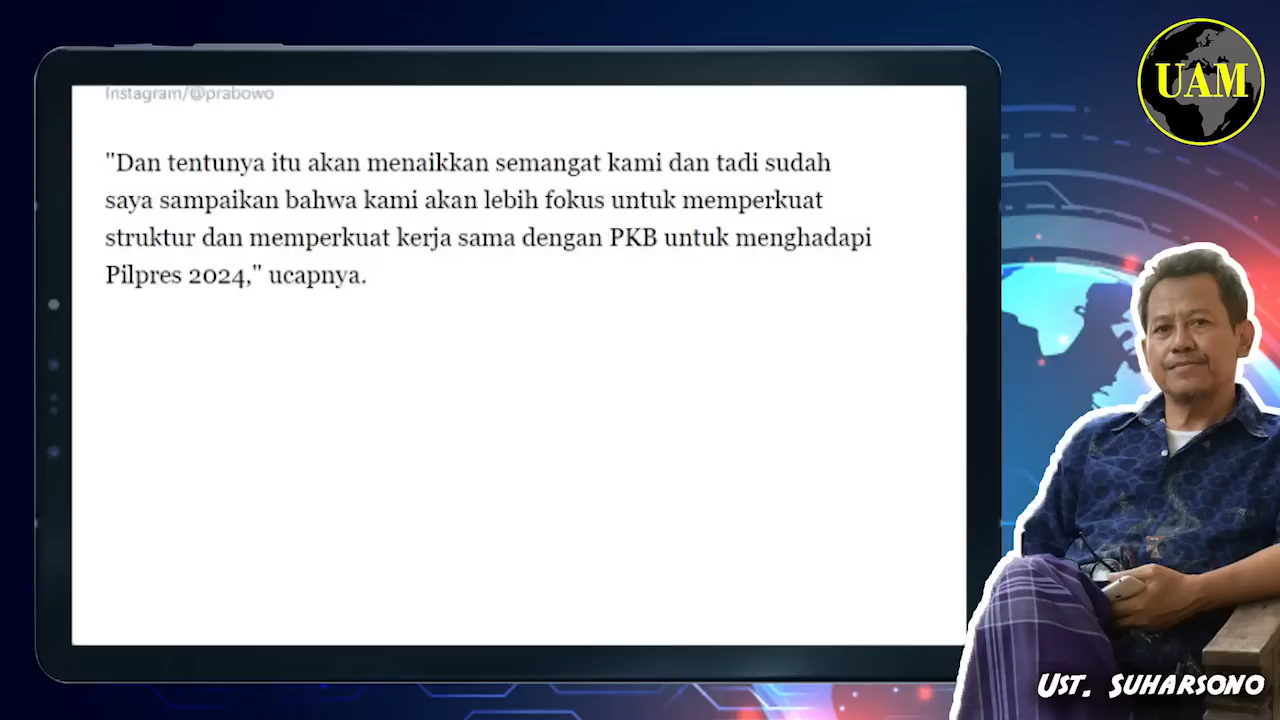 Instagram/@prabowo
"Dan tentunya itu akan menaikkan semangat kami dan tadi sudah
saya sampaikan bahwa kami akan lebih fokus untuk memperkuat
struktur dan memperkuat kerja sama dengan PKB untuk menghadapi
Pilpres 2024," ucapnya.
UAM
UST. SUHARSONO